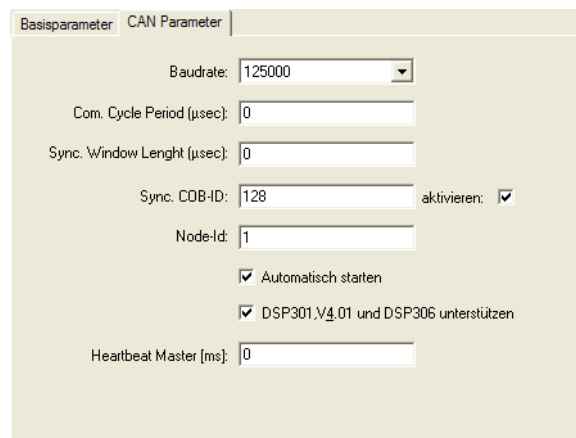 Basisparameter CAN Parameter
Baudrate: 125000
Com. Cycle Period (µsec): 0
Sync. Window Lenght (µsec): 0
Sync. COB-ID: 128 aktivieren:
Node-Id: 1
Automatisch starten
DSP301,V4.01 und DSP306 unterstützen
Heartbeat Master [ms]: 0